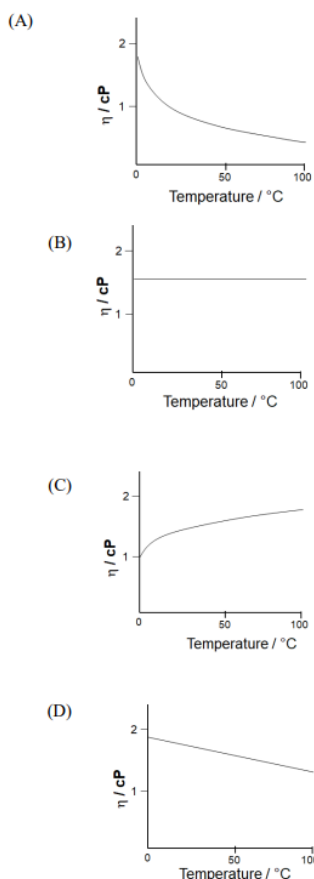 (A)
2
1
η / cP
0
50
100
Temperature / °C
(B)
2
1
η / cP
0
50
100
Temperature / °C
(C)
2
1
η / cP
0
50
100
Temperature / °C
(D)
2
1
η / cP
0
50
Temperature / °C